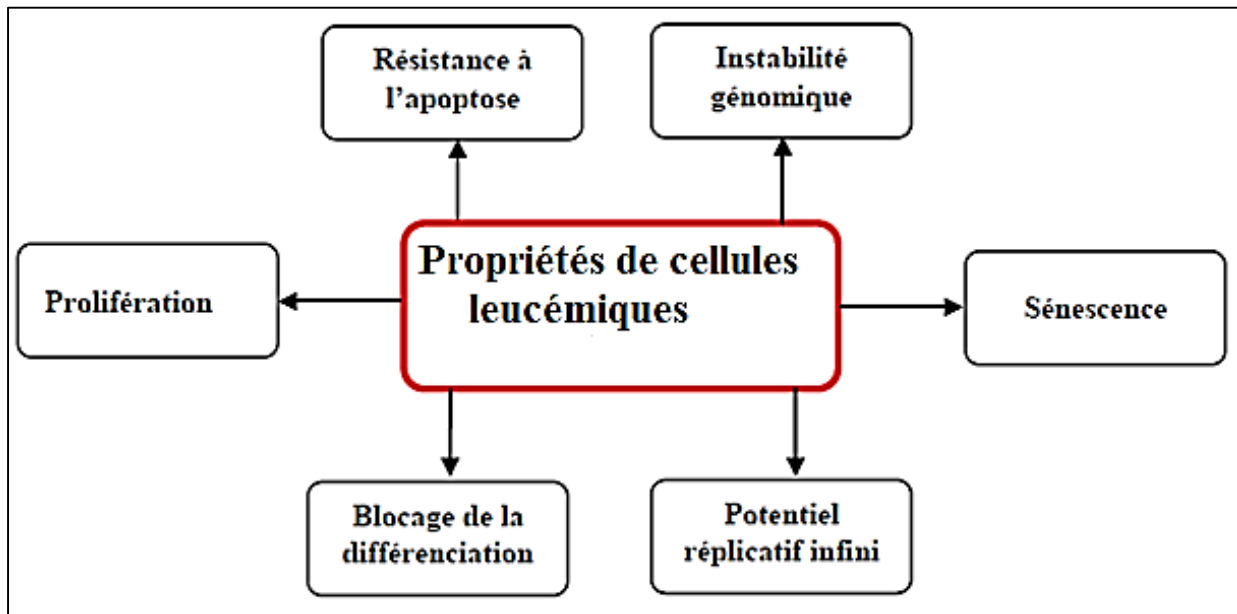 Résistance à
l’apoptose
Instabilité
génomique
Propriétés de cellules
leucémiques
Prolifération
Sénescence
Blocage de la
différenciation
Potentiel
réplicatif infini